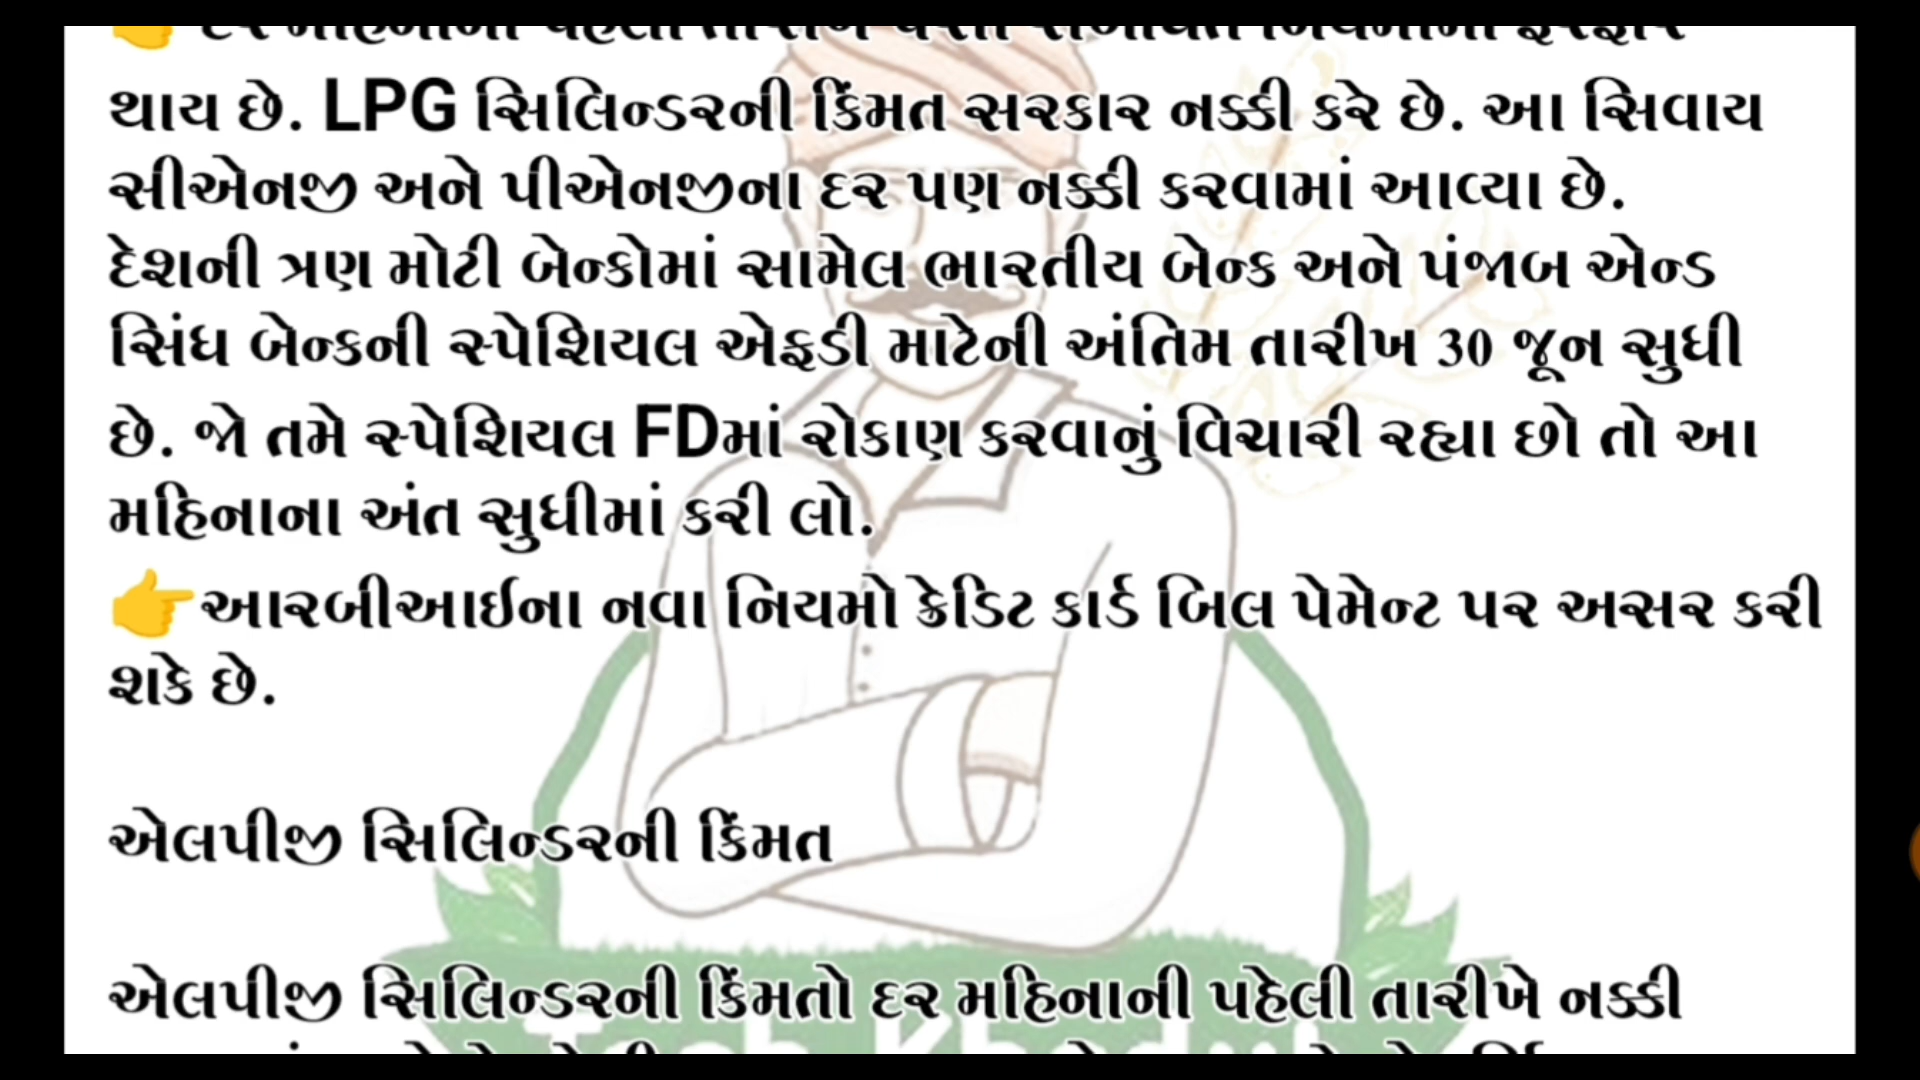 થાય છે. LPG સિલિન્ડરની કિંમત સરકાર નક્કી કરે છે. આ સિવાય
સીએનજી અને પીએનજીના દર પણ નક્કી કરવામાં આવ્યા છે.
દેશની ત્રણ મોટી બેન્કોમાં સામેલ ભારતીય બેન્ક અને પંજાબ એન્ડ
સિંધ બેન્કની સ્પેશિયલ એફડી માટેની અંતિમ તારીખ 30 જૂન સુધી
છે. જો તમે સ્પેશિયલ FDમાં રોકાણ કરવાનું વિચારી રહ્યા છો તો આ
મહિનાના અંત સુધીમાં કરી લો.
👉આરબીઆઈના નવા નિયમો ક્રેડિટ કાર્ડ બિલ પેમેન્ટ પર અસર કરી
શકે છે.
એલપીજી સિલિન્ડરની કિંમત
એલપીજી સિલિન્ડરની કિંમતો દર મહિનાની પહેલી તારીખે નક્કી